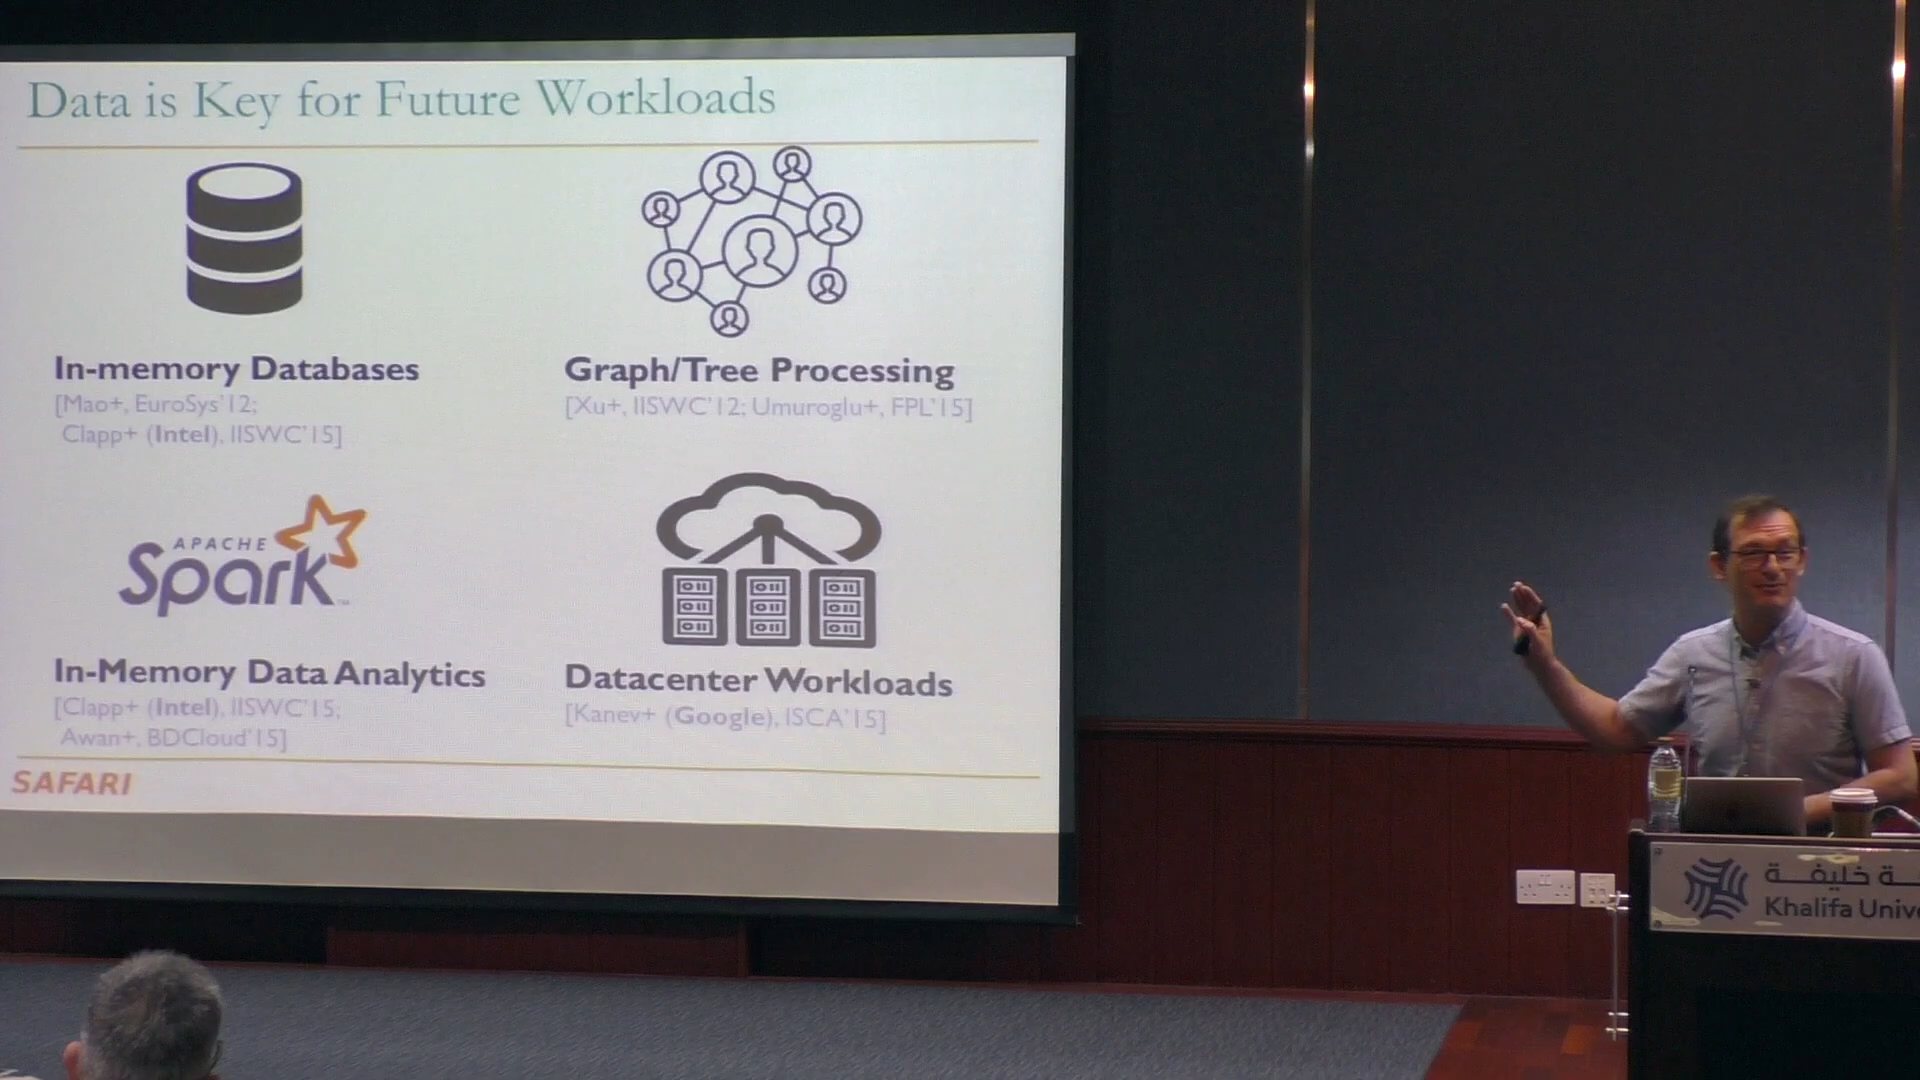 Data is Key for Future Workloads
In-memory Databases
[Mao+, EuroSys'12;
Clapp+ (Intel), IISWC'15]
Graph/Tree Processing
[Xu+, IISWC'12; Umuroglu+, FPL'15]
APACHE
Spark
In-Memory Data Analytics
[Clapp+ (Intel), IISWC'15;
Awan+, BDCloud'15]
Datacenter Workloads
[Kanev+ (Google), ISCA'15]
SAFARI
خليفة
Khalifa